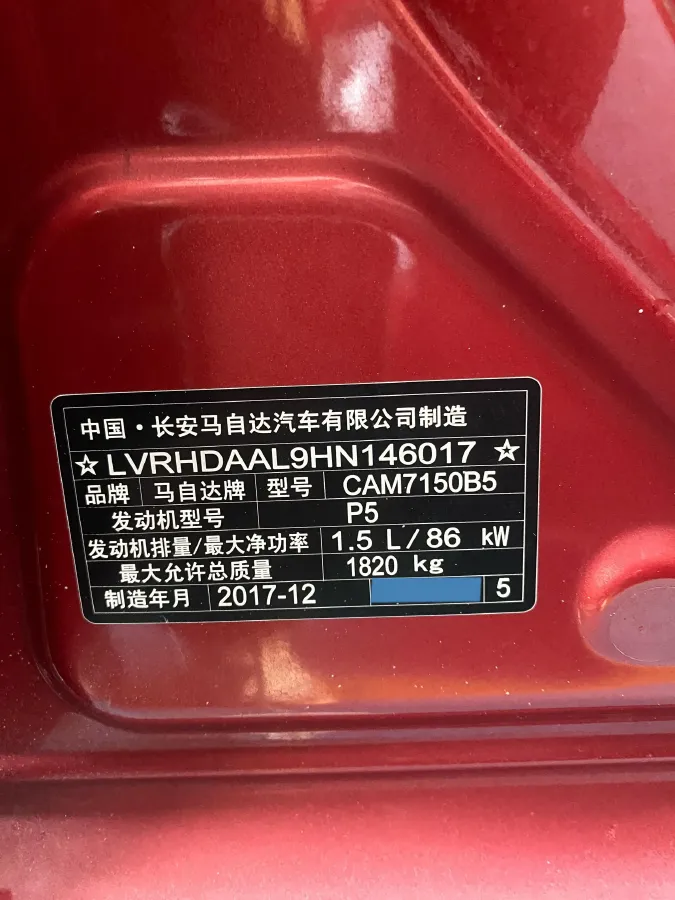 中国·长安马自达汽车有限公司制造
☆LVRHDAAL9HN146017☆
品牌 马自达牌 型号 CAM7150B5
发动机型号 P5
发动机排量/最大净功率 1.5 L/86 kW
最大允许总质量 1820 kg
制造年月 2017-12 5